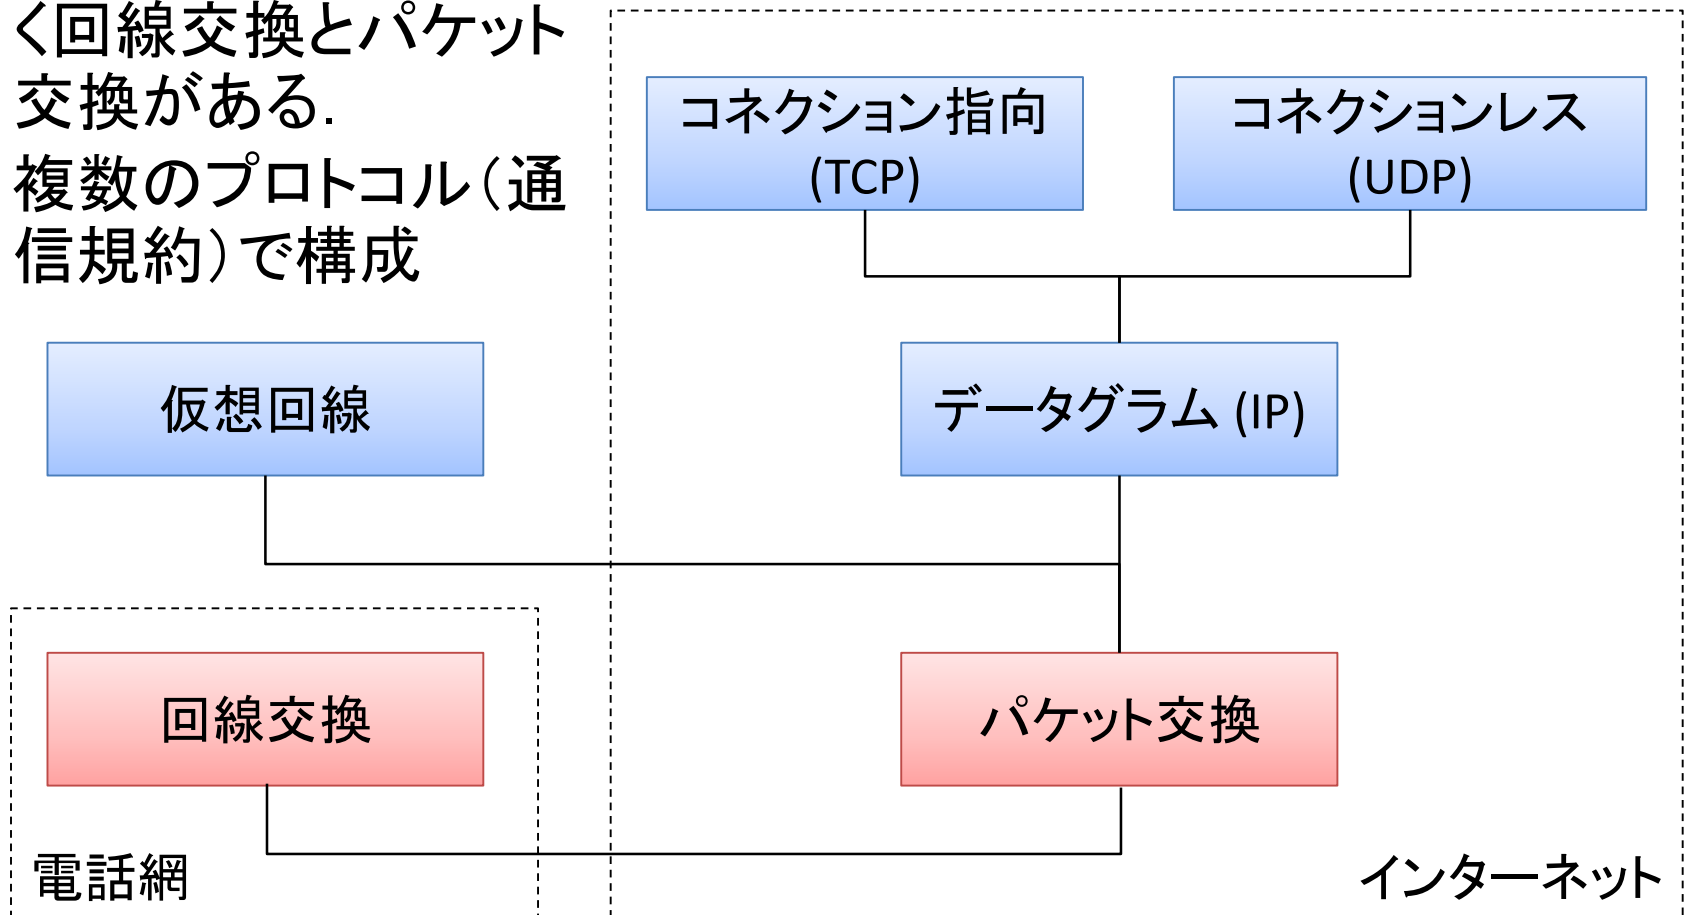 く回線交換とパケット
交換がある．
複数のプロトコル（通
信規約）で構成
コネクション指向
(TCP)
コネクションレス
(UDP)
仮想回線
データグラム (IP)
回線交換
パケット交換
電話網
インターネット